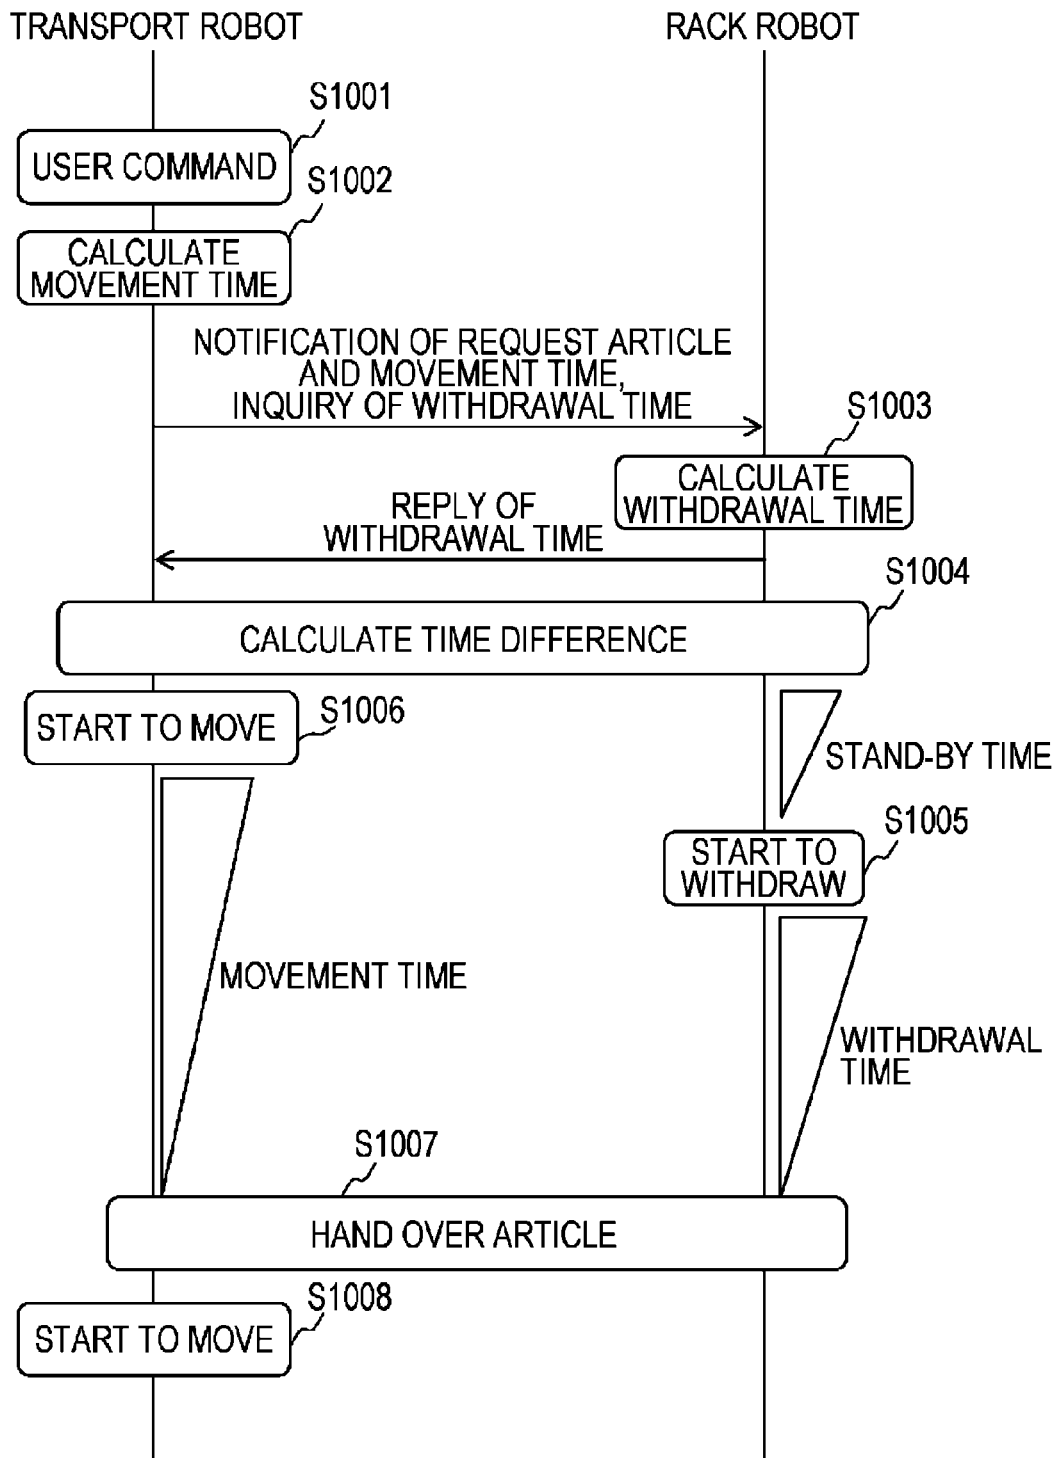 TRANSPORT ROBOT
RACK ROBOT
S1001
USER COMMAND
S1002
CALCULATE
MOVEMENT TIME
NOTIFICATION OF REQUEST ARTICLE
AND MOVEMENT TIME,
INQUIRY OF WITHDRAWAL TIME
S1003
CALCULATE
WITHDRAWAL TIME
REPLY OF
WITHDRAWAL TIME
S1004
CALCULATE TIME DIFFERENCE
START TO MOVE
S1006
STAND-BY TIME
S1005
START TO
WITHDRAW
MOVEMENT TIME
WITHDRAWAL
TIME
S1007
HAND OVER ARTICLE
S1008
START TO MOVE